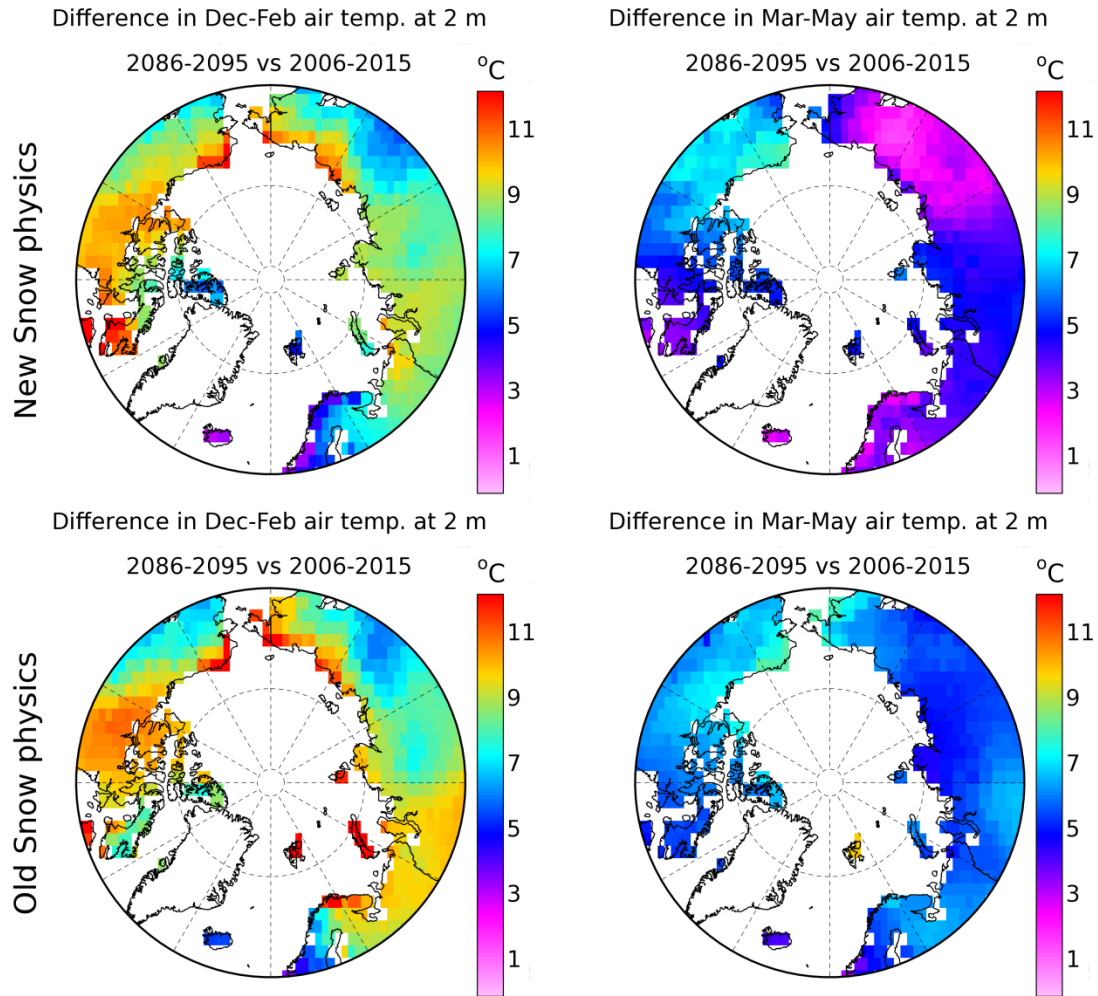 Difference in Dec-Feb air temp. at 2 m
2086-2095 vs 2006-2015
°C
11
9
7
5
3
1
New Snow physics
Difference in Mar-May air temp. at 2 m
2086-2095 vs 2006-2015
°C
11
9
7
5
3
1
Difference in Dec-Feb air temp. at 2 m
2086-2095 vs 2006-2015
°C
11
9
7
5
3
1
Old Snow physics
Difference in Mar-May air temp. at 2 m
2086-2095 vs 2006-2015
°C
11
9
7
5
3
1